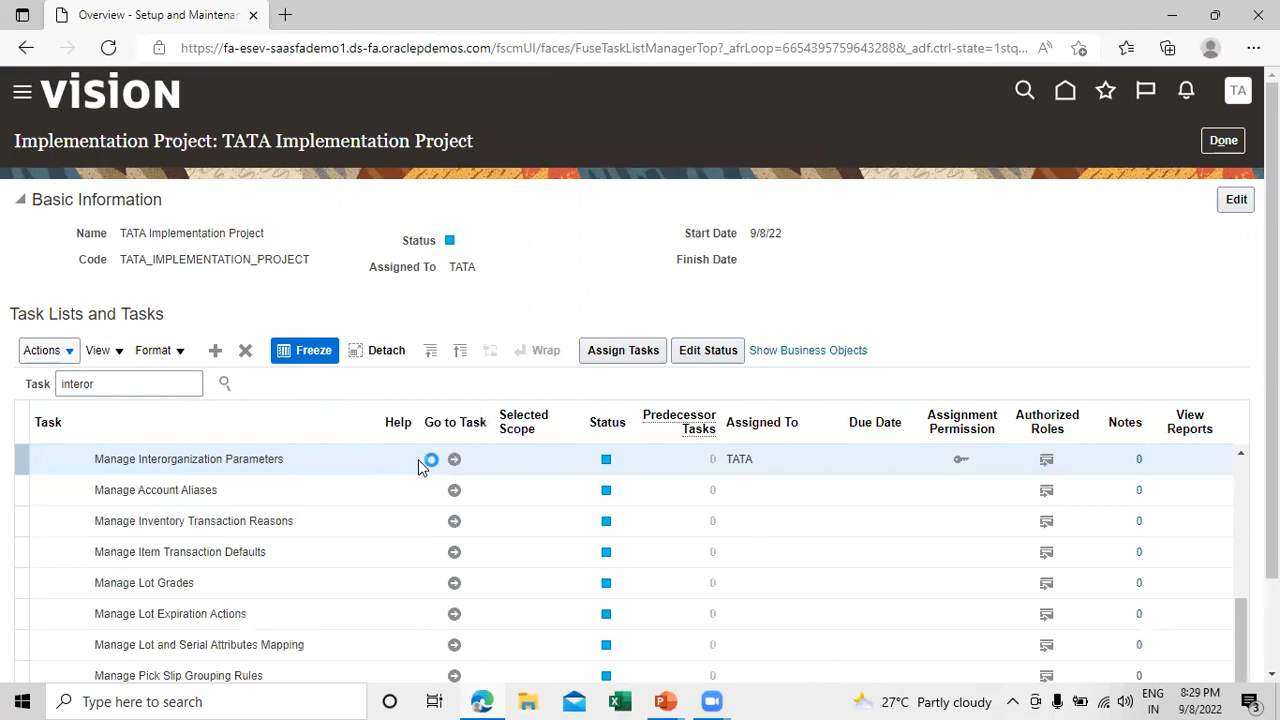 Overview - Setup and Maintena
https://fa-esev-saasfademo1.ds-fa.oraclepdemos.com/fscmUI/faces/FuseTaskListManagerTop?_afrLoop=6654395759643288&_adf.ctrl-state=1stq...
VISION
TA
Implementation Project: TATA Implementation Project
Done
Basic Information
Edit
Name TATA Implementation Project Status Start Date 9/8/22
Code TATA_IMPLEMENTATION_PROJECT Assigned To TATA Finish Date
Task Lists and Tasks
Actions View Format Freeze Detach Wrap Assign Tasks Edit Status Show Business Objects
Task interor
Task Help Go to Task Selected Scope Status Predecessor Tasks Assigned To Due Date Assignment Permission Authorized Roles Notes View Reports
Manage Interorganization Parameters 0 TATA 0
Manage Account Aliases 0 0
Manage Inventory Transaction Reasons 0 0
Manage Item Transaction Defaults 0 0
Manage Lot Grades 0 0
Manage Lot Expiration Actions 0 0
Manage Lot and Serial Attributes Mapping 0 0
Manage Pick Slip Grouping Rules 0 0
Type here to search 27°C Partly cloudy ENG IN 8:29 PM 9/8/2022 3